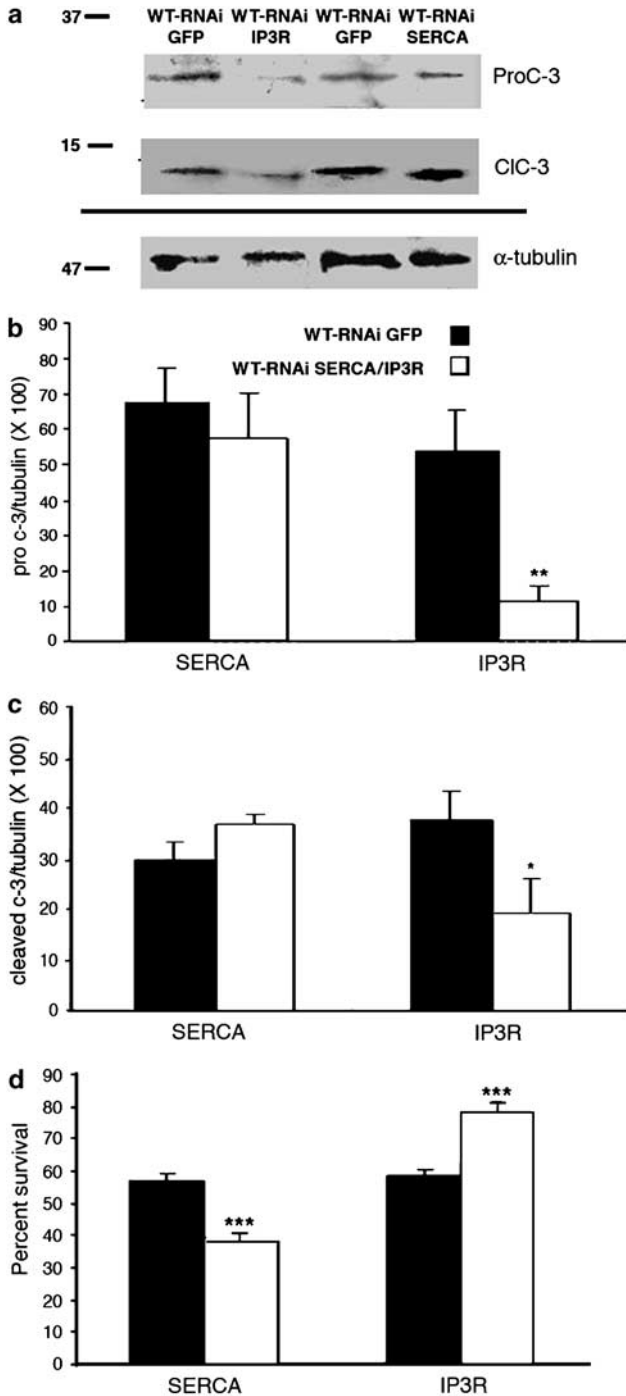 a
37
WT-RNAi WT-RNAi WT-RNAi WT-RNAi
GFP IP3R GFP SERCA
ProC-3
15
ClC-3
47
α-tubulin
b
90
80
70
60
50
40
30
20
10
0
pro c-3/tubulin (X 100)
WT-RNAi GFP
WT-RNAi SERCA/IP3R
**
SERCA IP3R
c
60
50
40
30
20
10
0
cleaved c-3/tubulin (X 100)
*
SERCA IP3R
d
90
80
70
60
50
40
30
20
10
0
Percent survival
***
***
SERCA IP3R